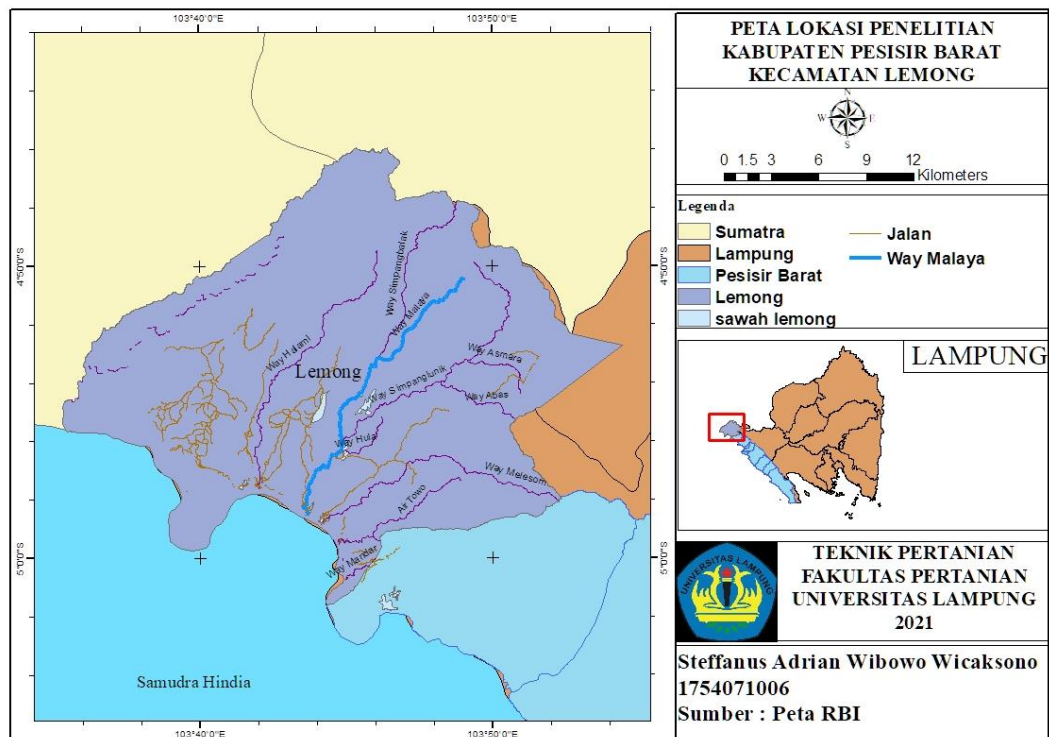 103°40'0"E
103°50'0"E
4°50'0"S
4°50'0"S
5°0'0"S
5°0'0"S
Way Simpangbalak
Way Malaya
Way Asmara
Lemong
Way Simpanglunik
Way Abas
Way Hulai
Way Melesom
Air Towo
Way Mandar
Samudra Hindia
103°40'0"E
103°50'0"E
PETA LOKASI PENELITIAN
KABUPATEN PESISIR BARAT
KECAMATAN LEMONG
N
W E
S
0 1.5 3 6 9 12
Kilometers
Legenda
Sumatra
Lampung
Pesisir Barat
Lemong
sawah lemong
Jalan
Way Malaya
LAMPUNG
UNIVERSITAS LAMPUNG
TEKNIK PERTANIAN
FAKULTAS PERTANIAN
UNIVERSITAS LAMPUNG
2021
Steffanus Adrian Wibowo Wicaksono
1754071006
Sumber : Peta RBI